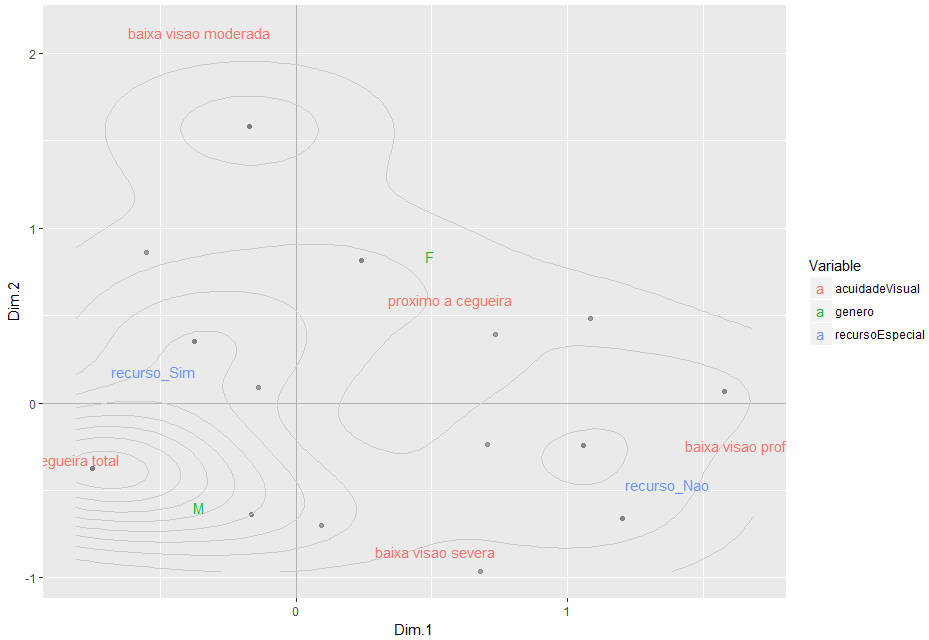 baixa visao moderada
2
1
F
proximo a cegueira
recurso_Sim
0
egueira total
baixa visao prof
recurso_Nao
M
baixa visao severa
-1
0
1
Dim.1
Dim.2
Variable
a acuidadeVisual
a genero
a recursoEspecial